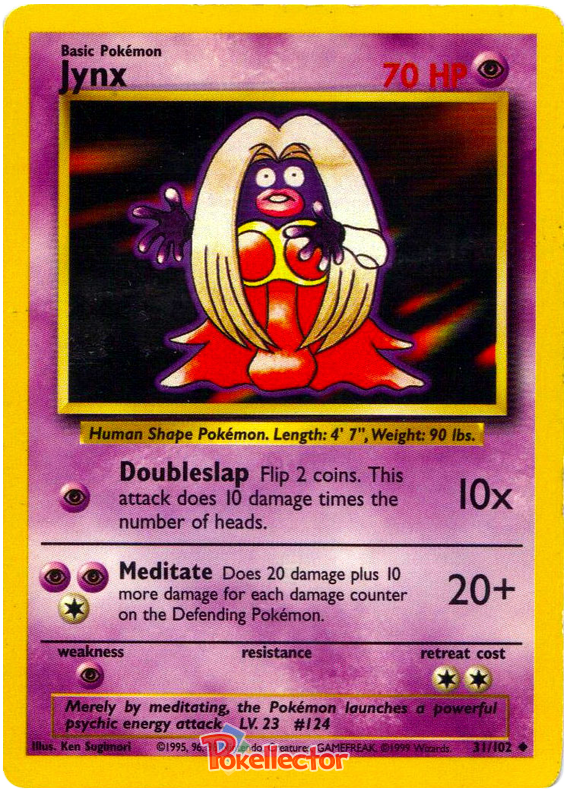 Basic Pokémon
Jynx
70 HP
Human Shape Pokémon. Length: 4' 7", Weight: 90 lbs.
Doubleslap Flip 2 coins. This
attack does 10 damage times the
number of heads.
10x
Meditate Does 20 damage plus 10
more damage for each damage counter
on the Defending Pokémon.
20+
weakness
resistance
retreat cost
Merely by meditating, the Pokémon launches a powerful
psychic energy attack LV. 23 #124
Illus. Ken Sugimori ©1995, 96, Nintendo, Creatures, GAMEFREAK. ©1999 Wizards. 31/102
Pokellector